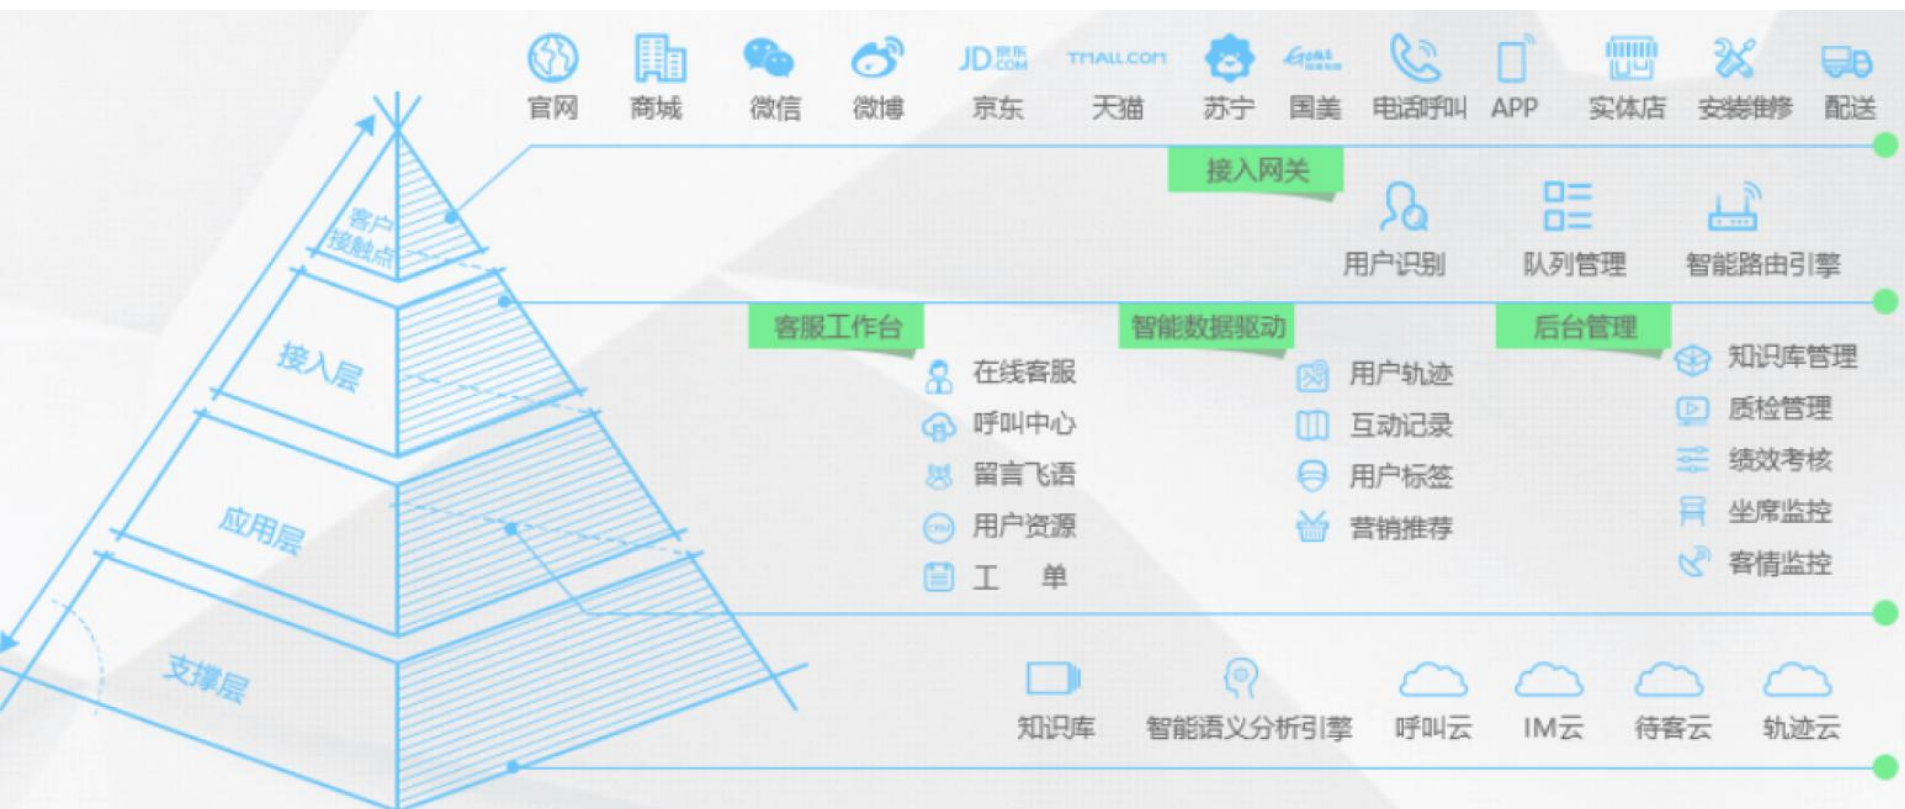 JD 京东
.COM
TMALL.COM
官网 商城 微信 微博 京东 天猫 苏宁 国美 电话呼叫 APP 实体店 安装维修 配送
接入网关
用户识别 队列管理 智能路由引擎
客户
接触点
接入层
应用层
支撑层
客服工作台
在线客服
呼叫中心
留言飞语
CRM 用户资源
工 单
智能数据驱动
用户轨迹
互动记录
用户标签
营销推荐
后台管理
知识库管理
质检管理
绩效考核
坐席监控
客情监控
知识库 智能语义分析引擎 呼叫云 IM云 待客云 轨迹云